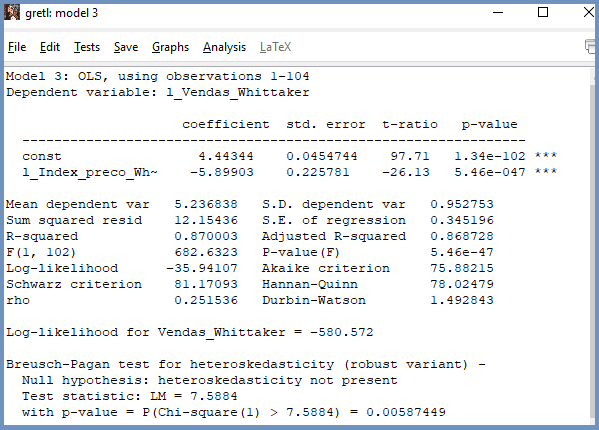 gretl: model 3
File Edit Tests Save Graphs Analysis LaTeX
Model 3: OLS, using observations 1-104
Dependent variable: l_Vendas_Whittaker
coefficient std. error t-ratio p-value
---------------------------------------------------------------
const 4.44344 0.0454744 97.71 1.34e-102 ***
l_Index_preco_Wh~ -5.89903 0.225781 -26.13 5.46e-047 ***
Mean dependent var 5.236838 S.D. dependent var 0.952753
Sum squared resid 12.15436 S.E. of regression 0.345196
R-squared 0.870003 Adjusted R-squared 0.868728
F(1, 102) 682.6323 P-value(F) 5.46e-47
Log-likelihood -35.94107 Akaike criterion 75.88215
Schwarz criterion 81.17093 Hannan-Quinn 78.02479
rho 0.251536 Durbin-Watson 1.492843
Log-likelihood for Vendas_Whittaker = -580.572
Breusch-Pagan test for heteroskedasticity (robust variant) -
Null hypothesis: heteroskedasticity not present
Test statistic: LM = 7.5884
with p-value = P(Chi-square(1) > 7.5884) = 0.00587449